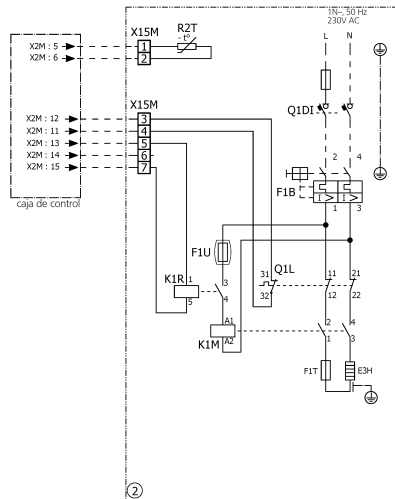 1N~, 50 Hz
230V AC
L N
X15M R2T
- t°
X2M : 5 1
X2M : 6 2
X15M
X2M : 12 3
X2M : 11 4
X2M : 13 5
X2M : 14 6
X2M : 15 7
caja de control
Q1DI
2 4
F1B
I > I >
1 3
F1U
K1R 1
5
3
4
31 Q1L
32
11 21
12 22
A1
A2
K1M
2 4
1 3
F1T E3H
2